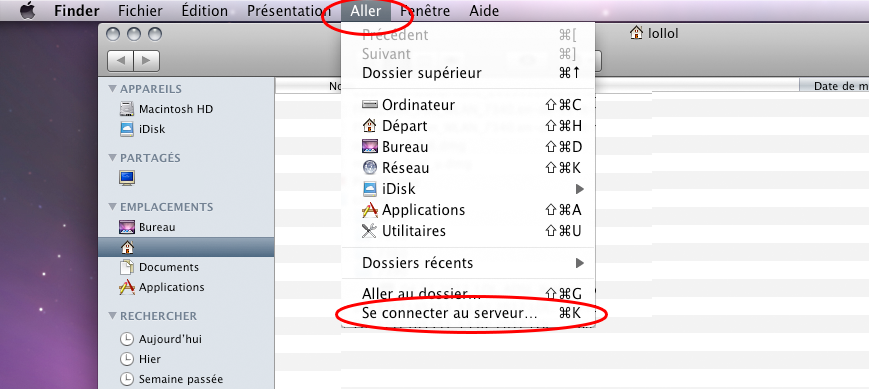 Finder Fichier Édition Présentation Aller Fenêtre Aide
lollol
Précédent ⌘[
Suivant ⌘]
Dossier supérieur ⌘↑
Ordinateur ⇧⌘C
Départ ⇧⌘H
Bureau ⇧⌘D
Réseau ⇧⌘K
iDisk
Applications ⇧⌘A
Utilitaires ⇧⌘U
Dossiers récents
Aller au dossier... ⇧⌘G
Se connecter au serveur... ⌘K
No
Date de m
APPAREILS
Macintosh HD
iDisk
PARTAGÉS
EMPLACEMENTS
Bureau
Documents
Applications
RECHERCHER
Aujourd'hui
Hier
Semaine passée